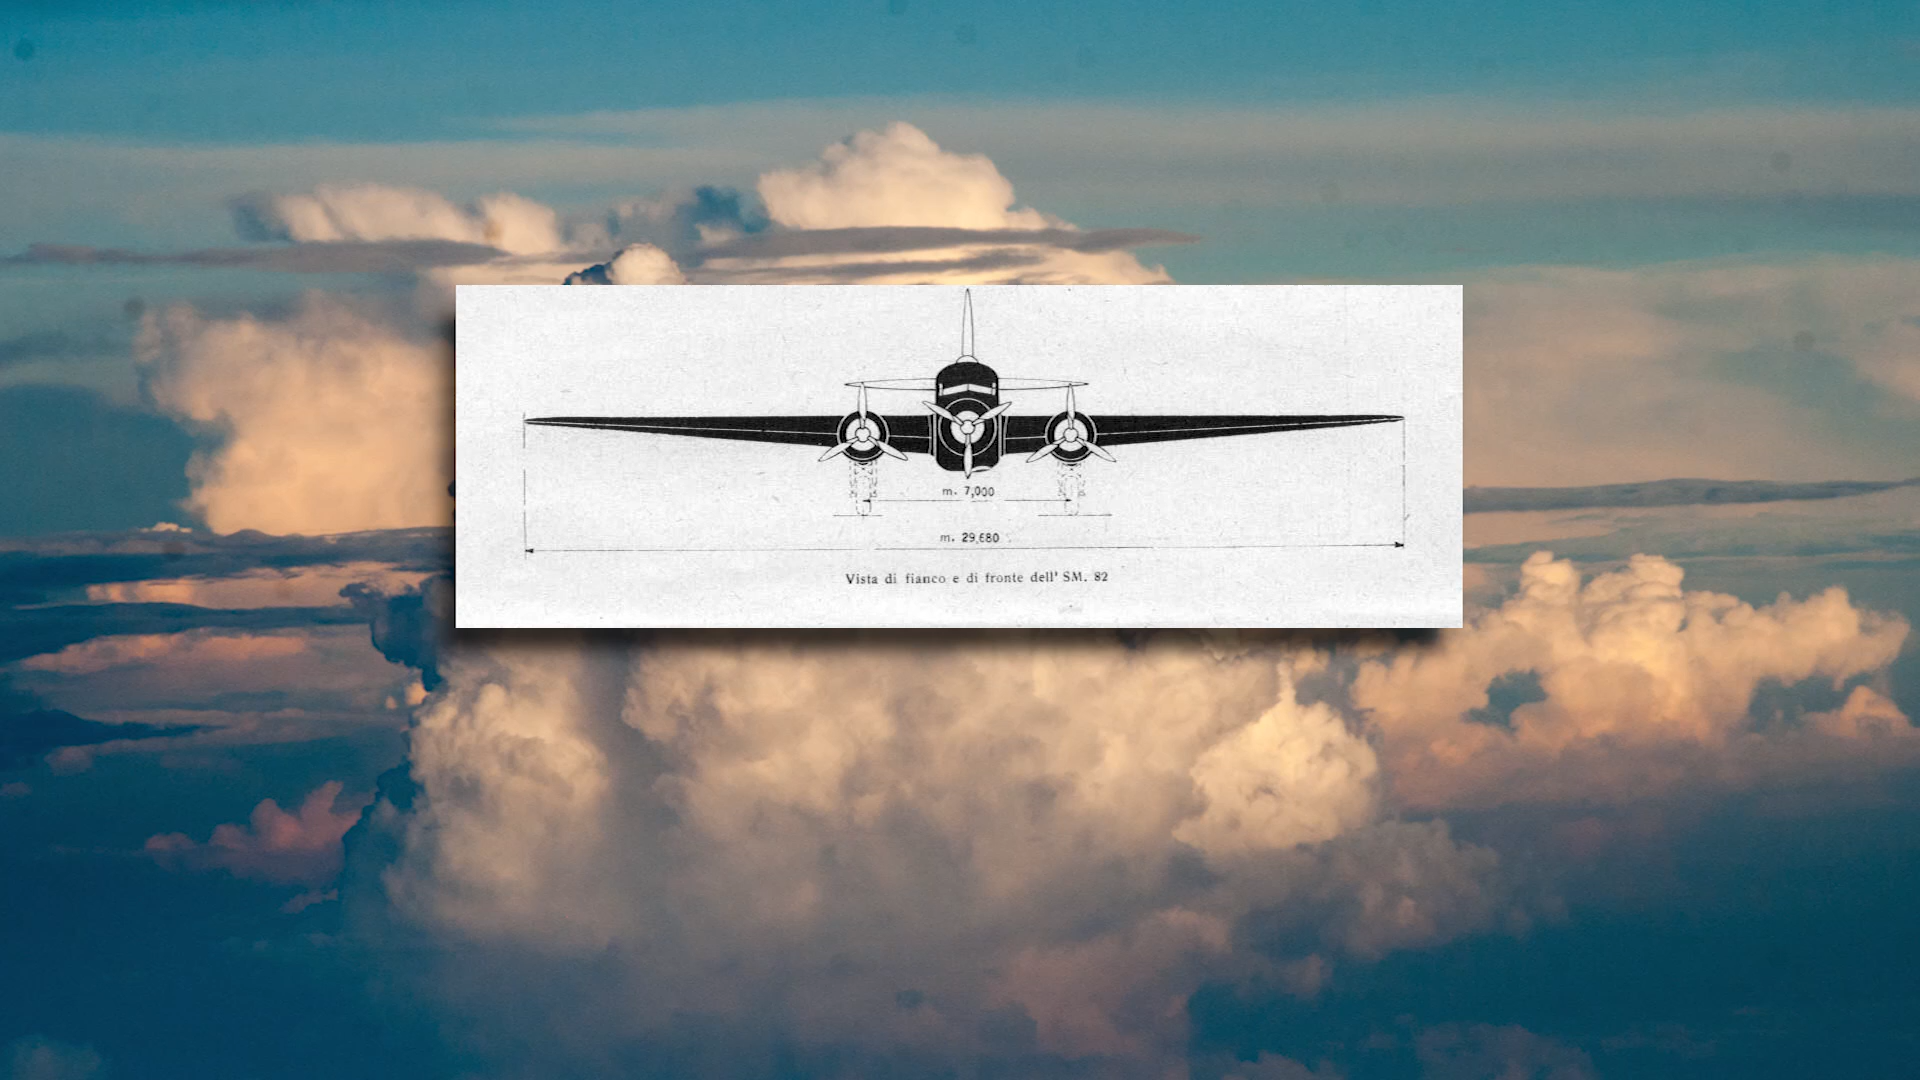 m. 7,000
m. 29,680
Vista di fianco e di fronte dell' SM. 82